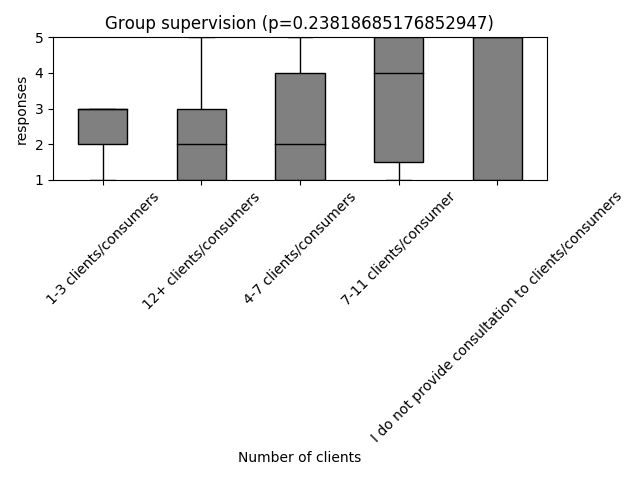 Group supervision (p=0.23818685176852947)
responses
5
4
3
2
1
1-3 clients/consumers
12+ clients/consumers
4-7 clients/consumers
7-11 clients/consumer
I do not provide consultation to clients/consumers
Number of clients